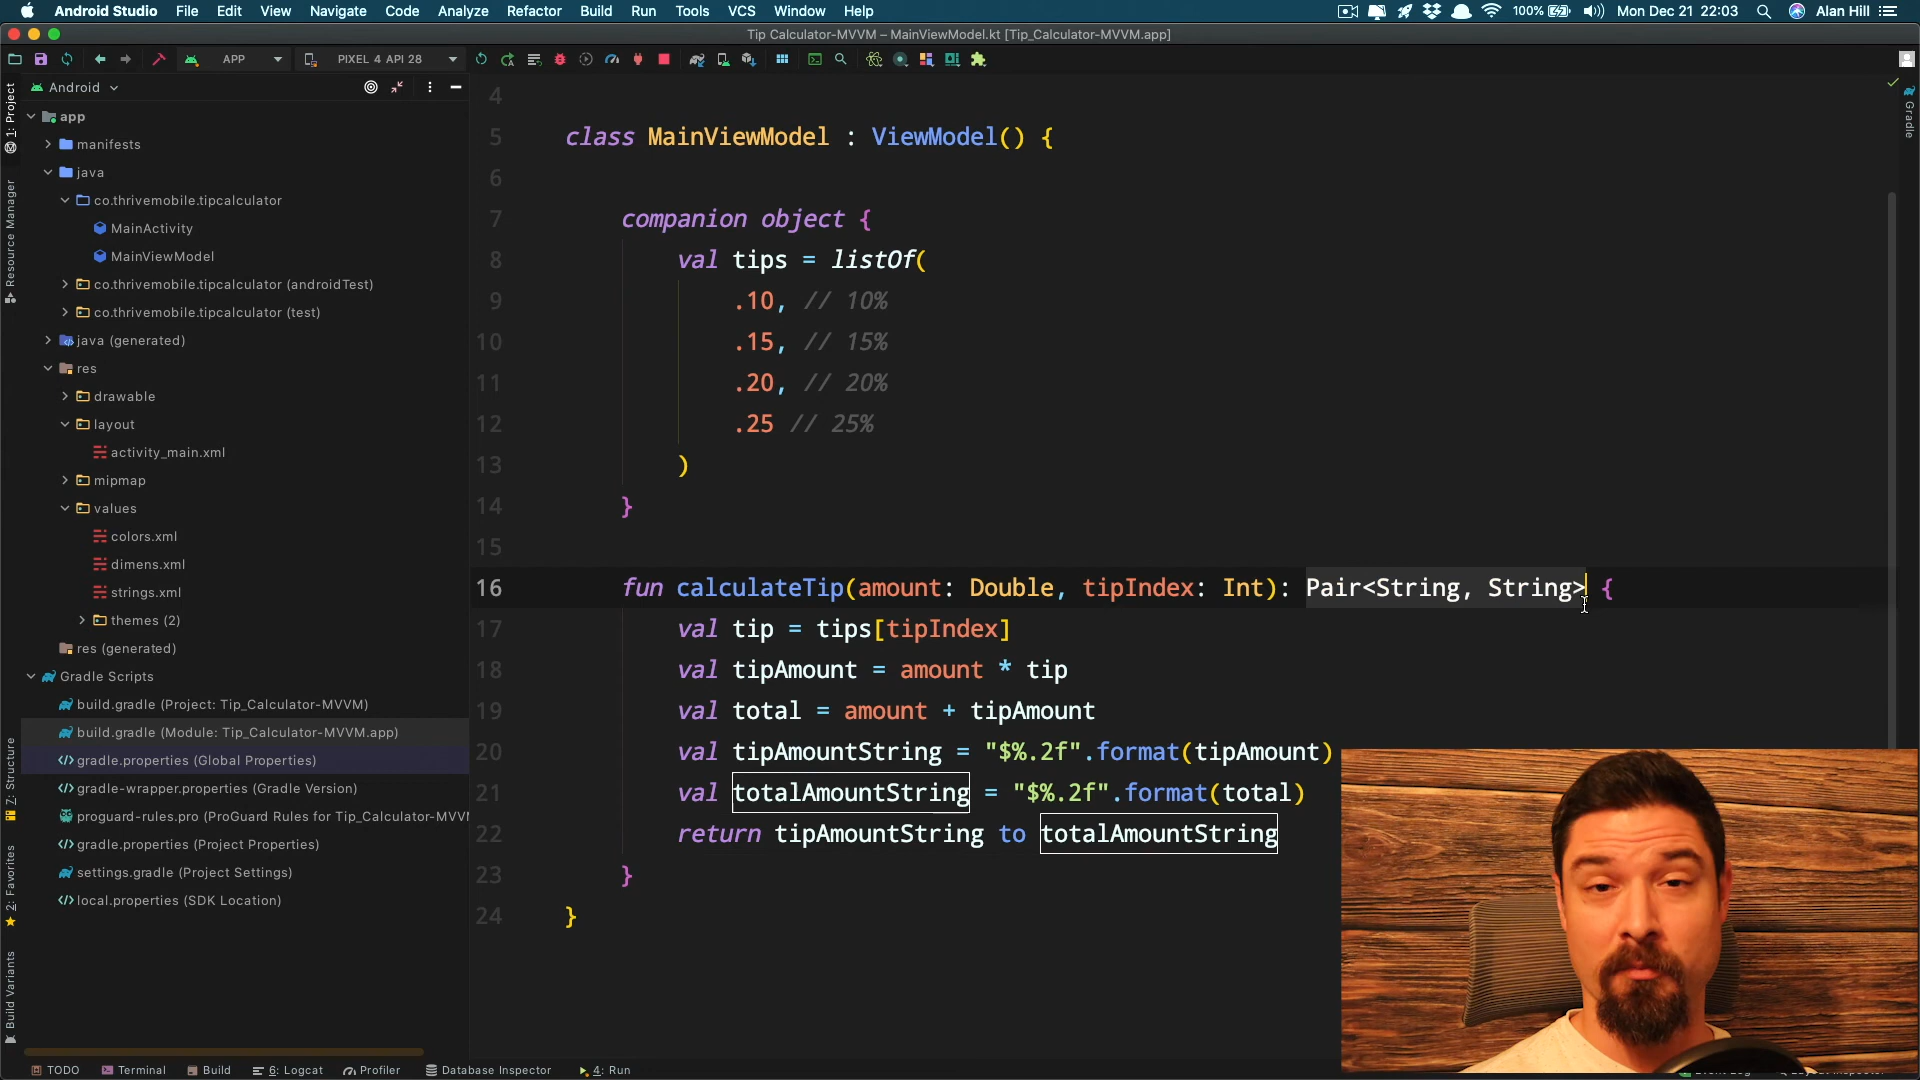 Android Studio File Edit View Navigate Code Analyze Refactor Build Run Tools VCS Window Help 100% Mon Dec 21 22:03 Alan Hill
Tip Calculator-MVVM – MainViewModel.kt [Tip_Calculator-MVVM.app]
APP PIXEL 4 API 28
Android
1: Project
Resource Manager
Z: Structure
2: Favorites
Build Variants
Gradle
app
manifests
java
co.thrivemobile.tipcalculator
MainActivity
MainViewModel
co.thrivemobile.tipcalculator (androidTest)
co.thrivemobile.tipcalculator (test)
java (generated)
res
drawable
layout
activity_main.xml
mipmap
values
colors.xml
dimens.xml
strings.xml
themes (2)
res (generated)
Gradle Scripts
build.gradle (Project: Tip_Calculator-MVVM)
build.gradle (Module: Tip_Calculator-MVVM.app)
gradle.properties (Global Properties)
gradle-wrapper.properties (Gradle Version)
proguard-rules.pro (ProGuard Rules for Tip_Calculator-MVVM
gradle.properties (Project Properties)
settings.gradle (Project Settings)
local.properties (SDK Location)
4
5 class MainViewModel : ViewModel() {
6
7 companion object {
8 val tips = listOf(
9 .10, // 10%
10 .15, // 15%
11 .20, // 20%
12 .25 // 25%
13 )
14 }
15
16 fun calculateTip(amount: Double, tipIndex: Int): Pair<String, String> {
17 val tip = tips[tipIndex]
18 val tipAmount = amount * tip
19 val total = amount + tipAmount
20 val tipAmountString = "$%.2f".format(tipAmount)
21 val totalAmountString = "$%.2f".format(total)
22 return tipAmountString to totalAmountString
23 }
24 }
TODO Terminal Build 6: Logcat Profiler Database Inspector 4: Run